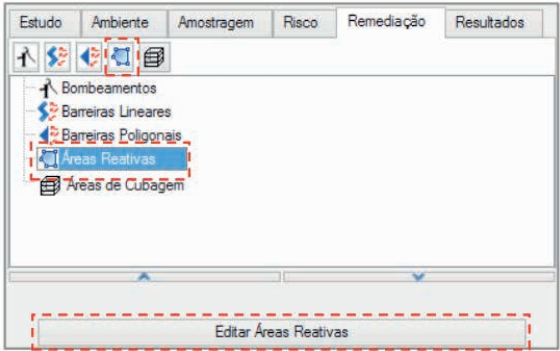 Estudo Ambiente Amostragem Risco Remediação Resultados
Bombeamentos
Barreiras Lineares
Barreiras Poligonais
Áreas Reativas
Áreas de Cubagem
Editar Áreas Reativas